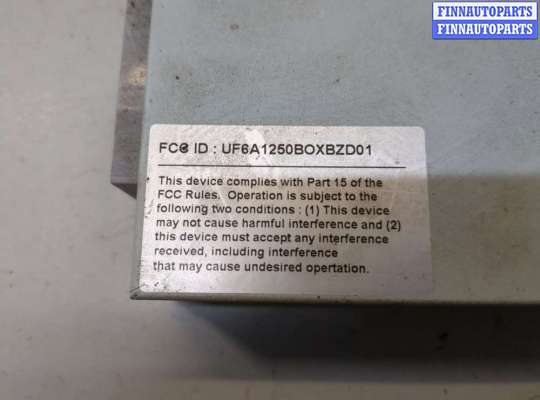 FINNAUTOPARTS
FINNAUTOPARTS
FCC ID : UF6A1250BOXBZD01
This device complies with Part 15 of the
FCC Rules. Operation is subject to the
following two conditions : (1) This device
may not cause harmful interference and (2)
this device must accept any interference
received, including interference
that may cause undesired opertation.